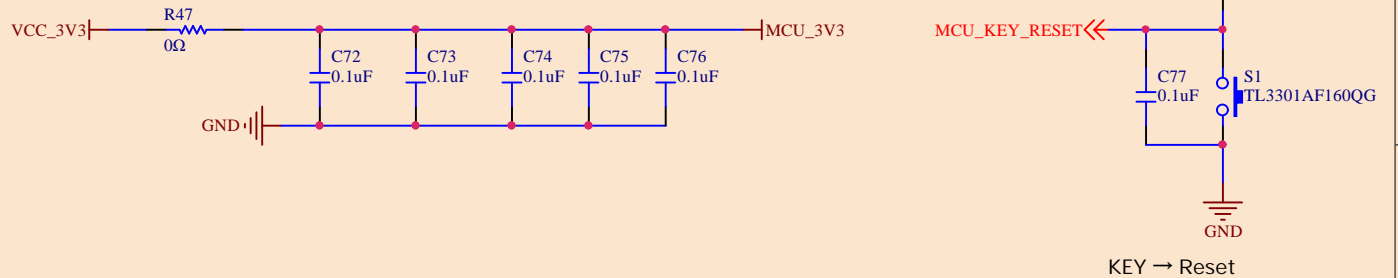 R47
VCC_3V3
0Ω
MCU_3V3
C72
0.1uF
C73
0.1uF
C74
0.1uF
C75
0.1uF
C76
0.1uF
GND
MCU_KEY_RESET
C77
0.1uF
S1
TL3301AF160QG
GND
KEY → Reset